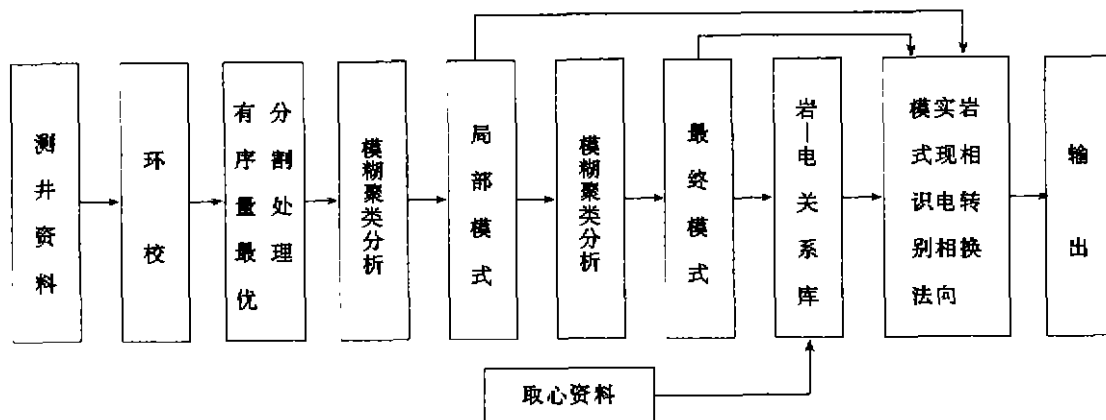 测井资料
环校
有序量最优
分割处理
模糊聚类分析
局部模式
模糊聚类分析
最终模式
岩—电关系库
模式识别法
实现电相向
岩相转换
输出
取心资料